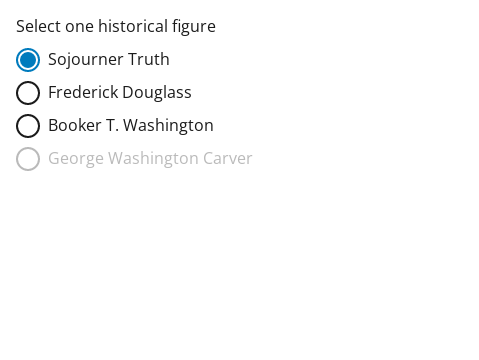 Select one historical figure
Sojourner Truth
Frederick Douglass
Booker T. Washington
George Washington Carver